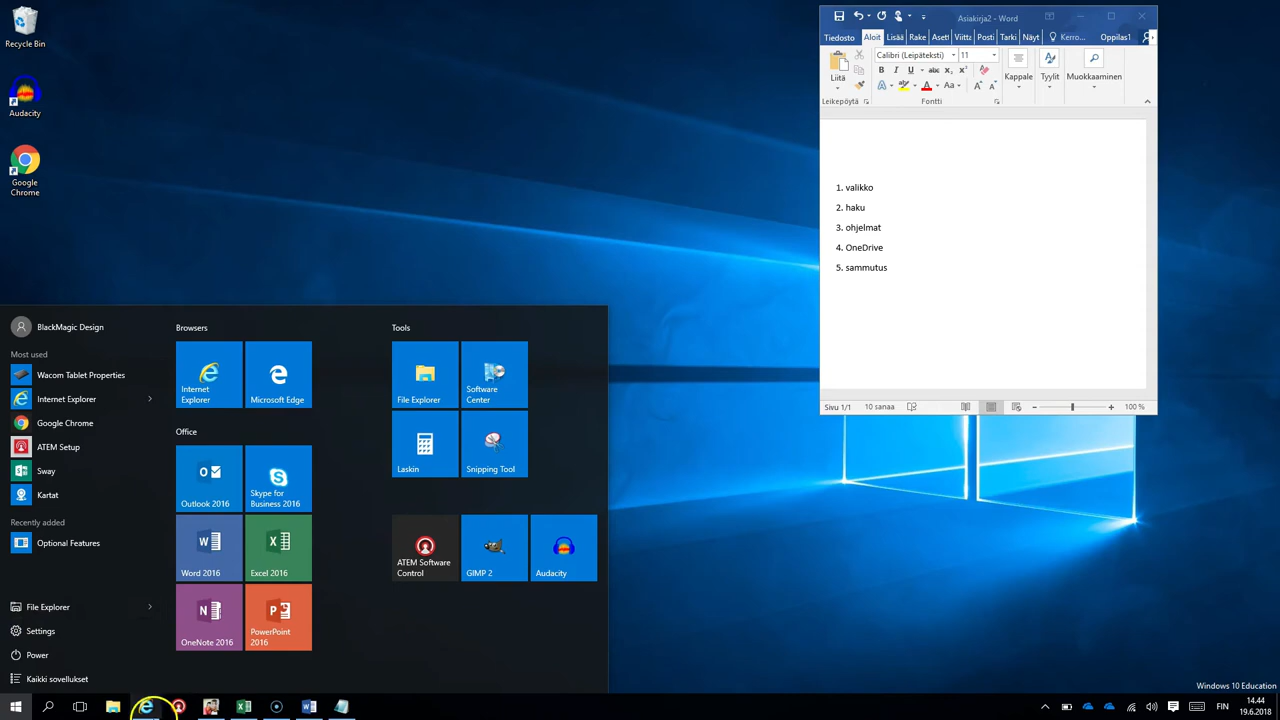 Recycle Bin
Audacity
Google
Chrome
Asiakirja2 - Word
Tiedosto Aloit Lisää Rake Aset Viitta Posti Tarki Näyt Kerro... Oppilas1
Calibri (Leipäteksti) 11
Liitä
Kappale Tyylit Muokkaaminen
Leikepöytä Fontti
1. valikko
2. haku
3. ohjelmat
4. OneDrive
5. sammutus
Sivu 1/1 10 sanaa 100 %
BlackMagic Design
Most used
Wacom Tablet Properties
Internet Explorer
Google Chrome
ATEM Setup
Sway
Kartat
Recently added
Optional Features
File Explorer
Settings
Power
Kaikki sovellukset
Browsers
Internet
Explorer
Microsoft Edge
Office
Outlook 2016
Skype for
Business 2016
Word 2016
Excel 2016
OneNote 2016
PowerPoint
2016
Tools
File Explorer
Software
Center
Laskin
Snipping Tool
ATEM Software
Control
GIMP 2
Audacity
Windows 10 Education
FIN
14.44
19.6.2018